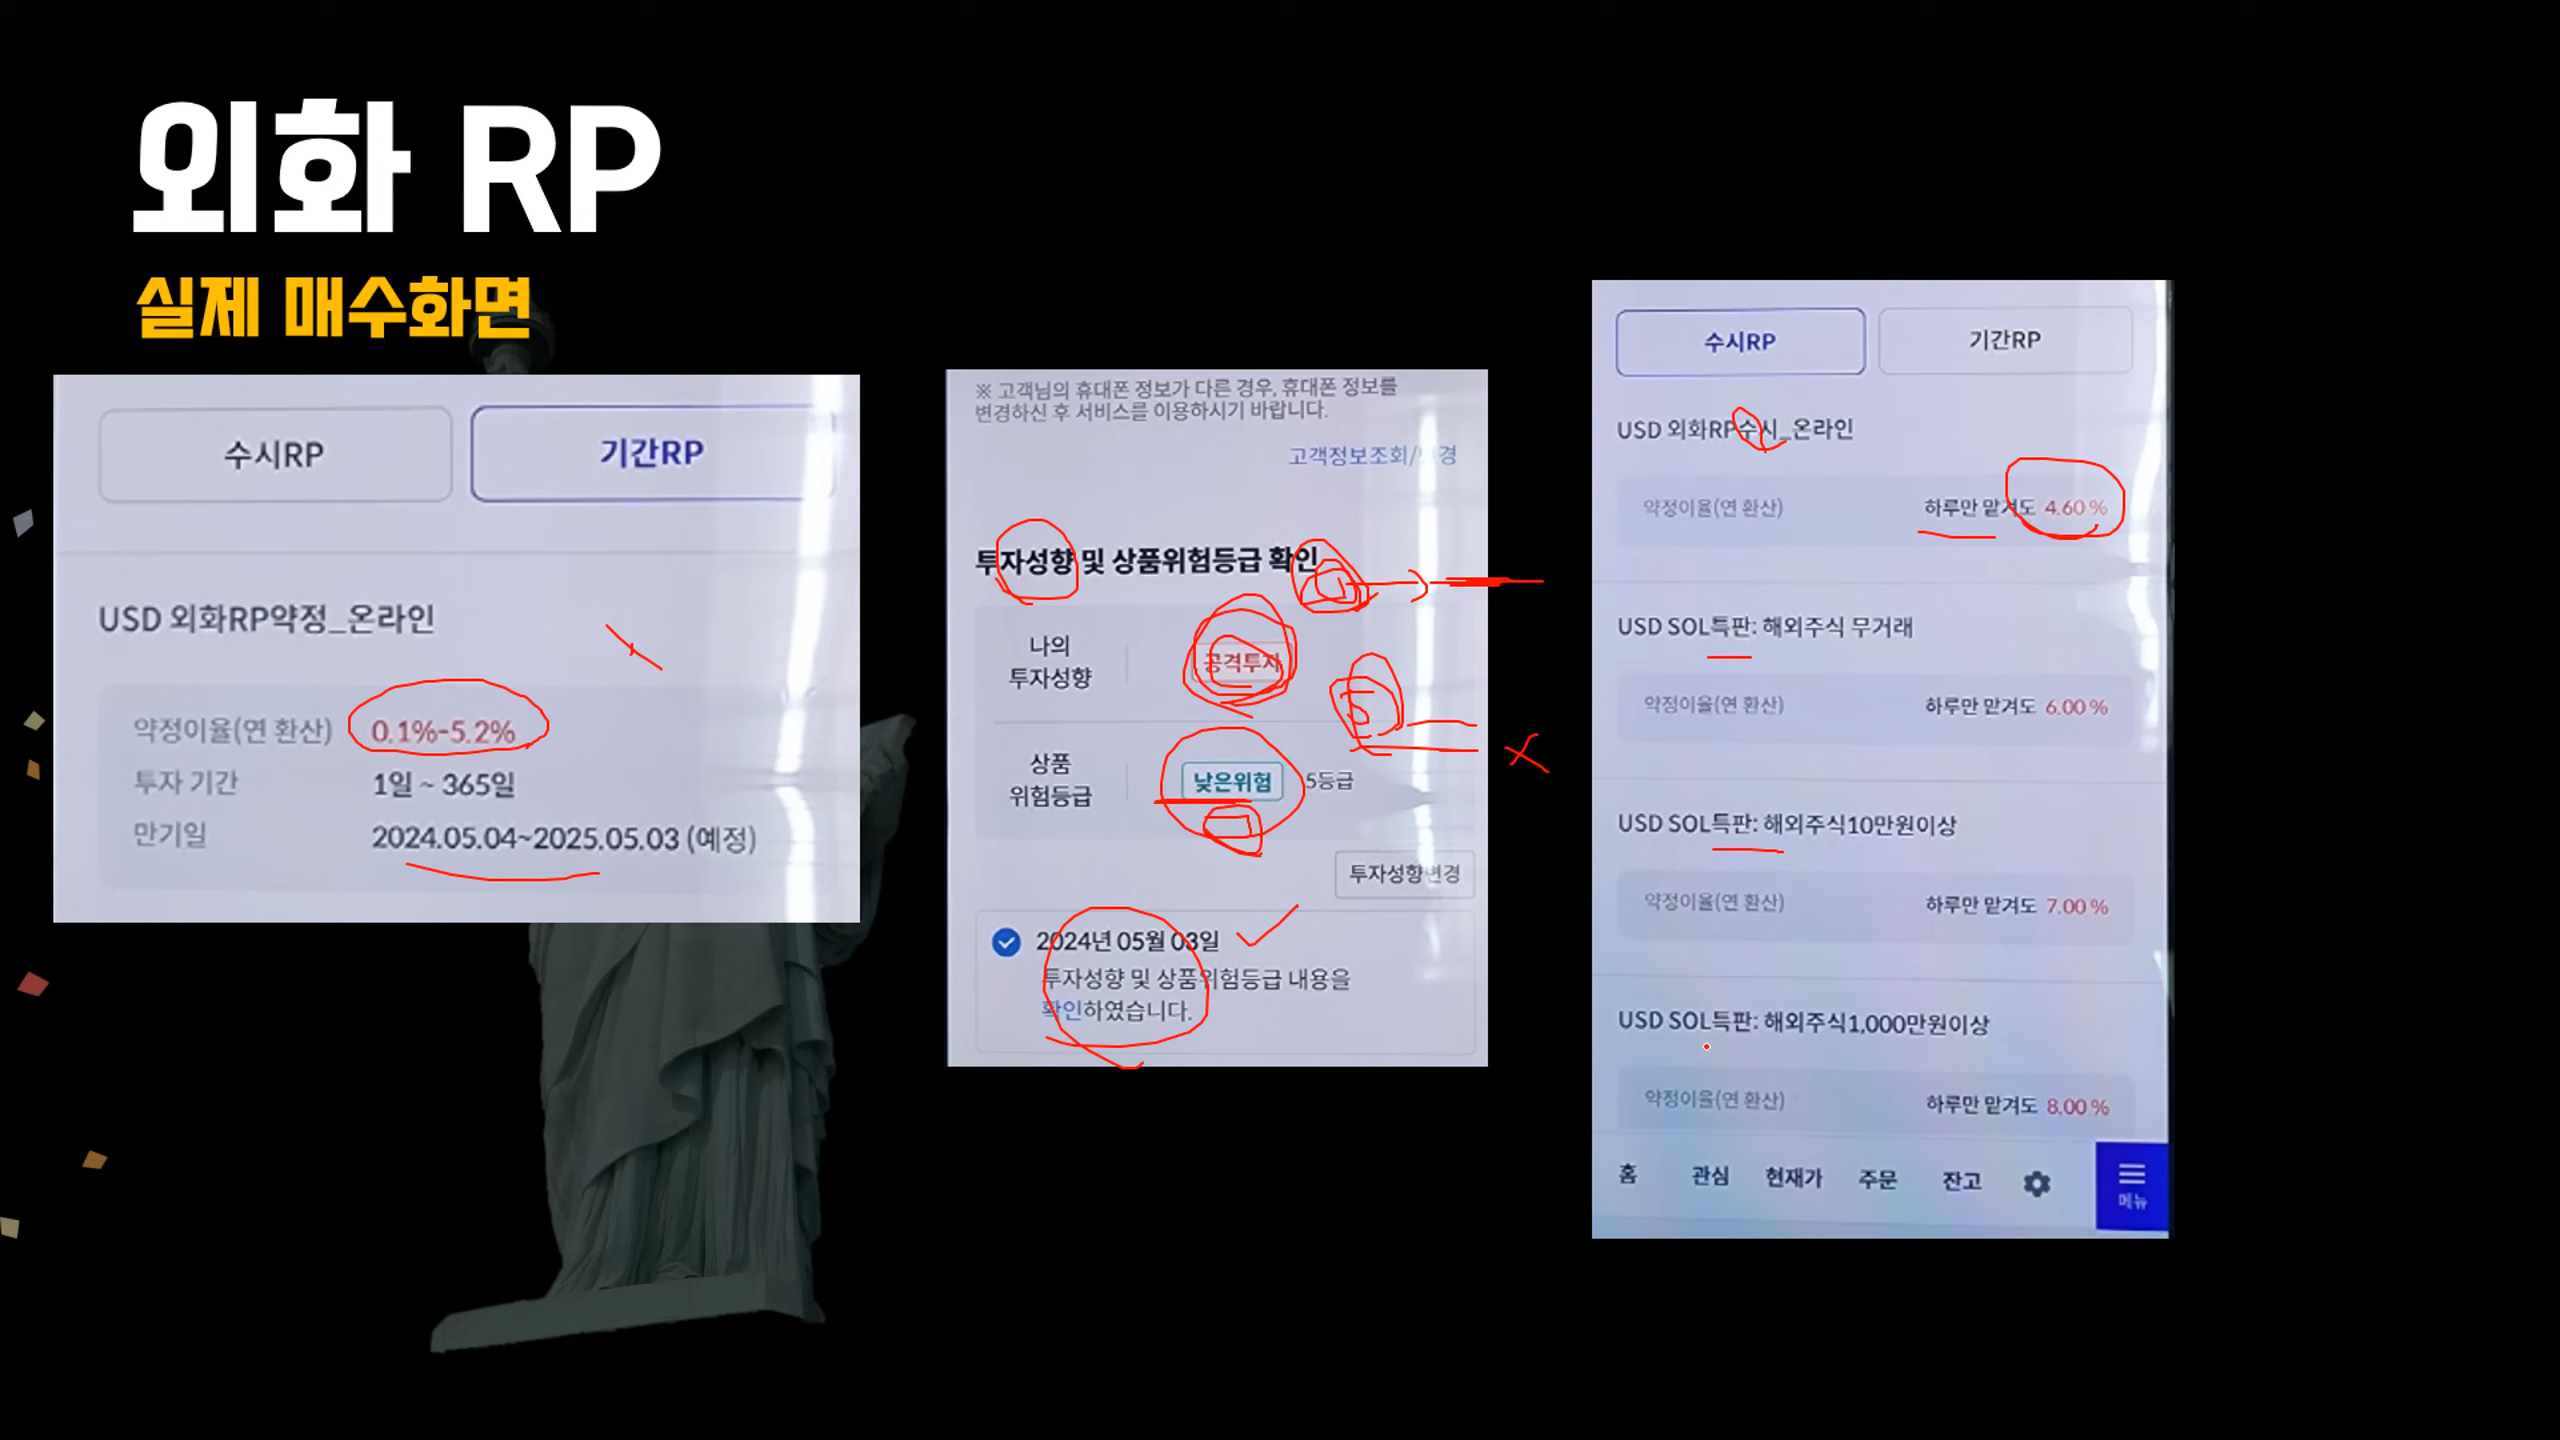 외화 RP
실제 매수화면
수시RP
기간RP
USD 외화RP약정_온라인
약정이율(연 환산) 0.1%-5.2%
투자 기간 1일 ~ 365일
만기일 2024.05.04~2025.05.03 (예정)
※ 고객님의 휴대폰 정보가 다른 경우, 휴대폰 정보를
변경하신 후 서비스를 이용하시기 바랍니다.
고객정보조회/변경
투자성향 및 상품위험등급 확인
나의
투자성향
공격투자
5
상품
위험등급
낮은위험 5등급
투자성향변경
2024년 05월 03일
투자성향 및 상품위험등급 내용을
확인하였습니다.
수시RP
기간RP
USD 외화RP수시_온라인
약정이율(연 환산) 하루만 맡겨도 4.60 %
USD SOL특판: 해외주식 무거래
약정이율(연 환산) 하루만 맡겨도 6.00 %
USD SOL특판: 해외주식10만원이상
약정이율(연 환산) 하루만 맡겨도 7.00 %
USD SOL특판: 해외주식1,000만원이상
약정이율(연 환산) 하루만 맡겨도 8.00 %
홈 관심 현재가 주문 잔고
메뉴